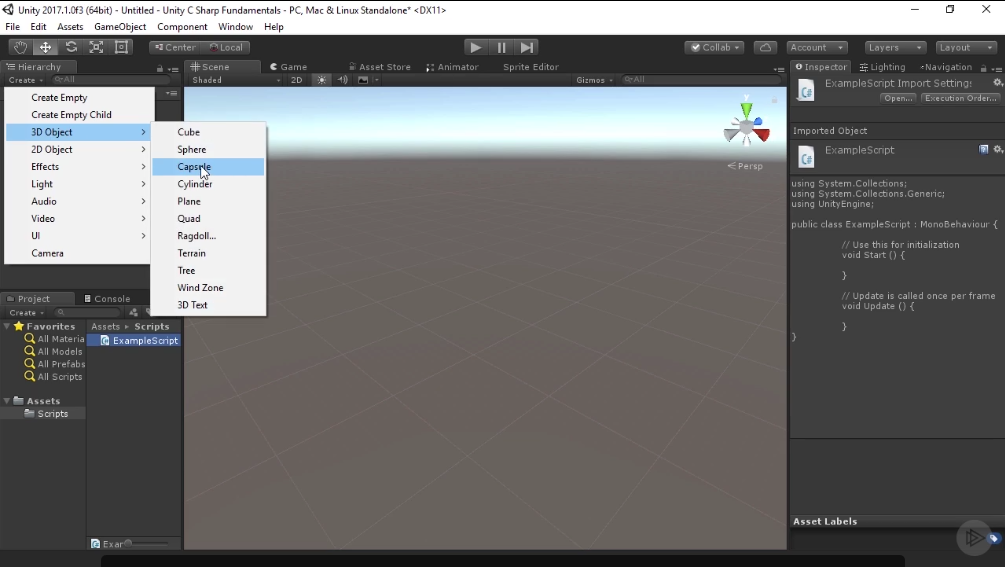 Unity 2017.1.0f3 (64bit) - Untitled - Unity C Sharp Fundamentals - PC, Mac & Linux Standalone* <DX11>
File Edit Assets GameObject Component Window Help
Center Local Collab Account Layers Layout
Hierarchy Scene Game Asset Store Animator Sprite Editor Inspector Lighting Navigation
Create All Shaded 2D Gizmos All
ExampleScript Import Setting:
Open... Execution Order...
Create Empty
Create Empty Child
3D Object
2D Object
Effects
Light
Audio
Video
UI
Camera
Cube
Sphere
Capsule
Cylinder
Plane
Quad
Ragdoll...
Terrain
Tree
Wind Zone
3D Text
Persp
Imported Object
ExampleScript
using System.Collections;
using System.Collections.Generic;
using UnityEngine;
public class ExampleScript : MonoBehaviour {
// Use this for initialization
void Start () {
}
// Update is called once per frame
void Update () {
}
}
Project Console
Create
Favorites
All Materia
All Models
All Prefabs
All Scripts
Assets
Scripts
Assets Scripts
ExampleScript
Exar
Asset Labels